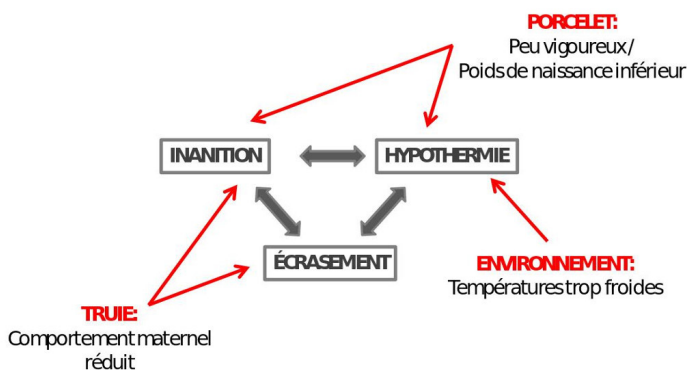 PORCELET:
Peu vigoureux /
Poids de naissance inférieur
INANITION
HYPOTHERMIE
ÉCRASEMENT
ENVIRONNEMENT:
Températures trop froides
TRUIE:
Comportement maternel
réduit